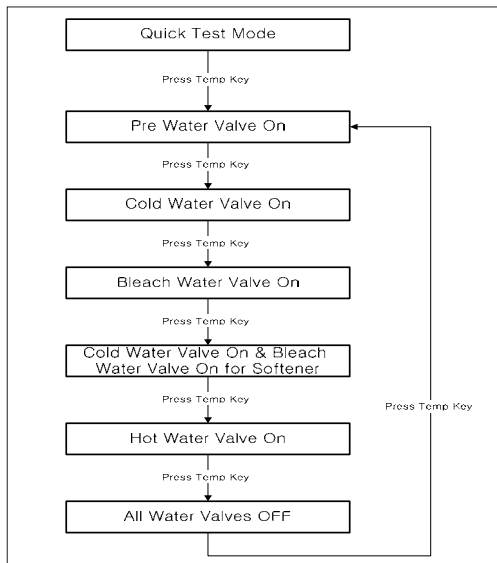 Quick Test Mode
Press Temp Key
Pre Water Valve On
Press Temp Key
Cold Water Valve On
Press Temp Key
Bleach Water Valve On
Press Temp Key
Cold Water Valve On & Bleach
Water Valve On for Softener
Press Temp Key
Press Temp Key
Hot Water Valve On
Press Temp Key
All Water Valves OFF